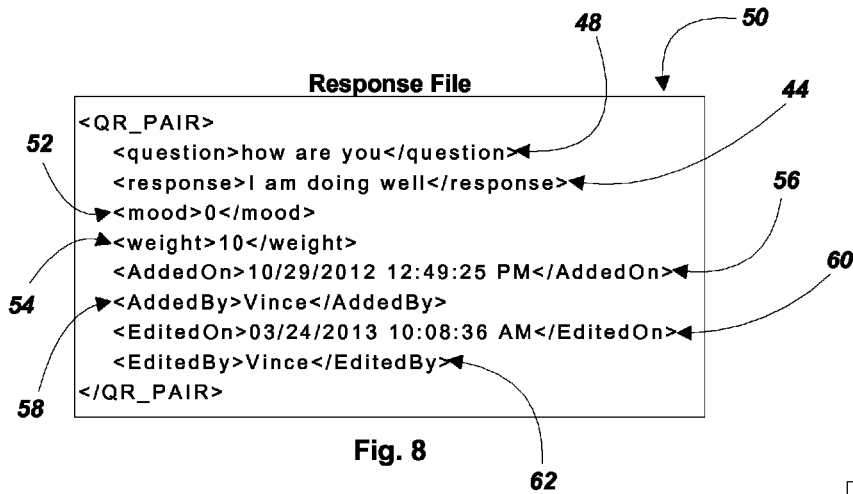 48
50
Response File
44
<QR_PAIR>
52
<question>how are you</question>
<response>I am doing well</response>
56
<mood>0</mood>
<weight>10</weight>
<AddedOn>10/29/2012 12:49:25 PM</AddedOn>
60
54
<AddedBy>Vince</AddedBy>
<EditedOn>03/24/2013 10:08:36 AM</EditedOn>
<EditedBy>Vince</EditedBy>
58
</QR_PAIR>
Fig. 8
62